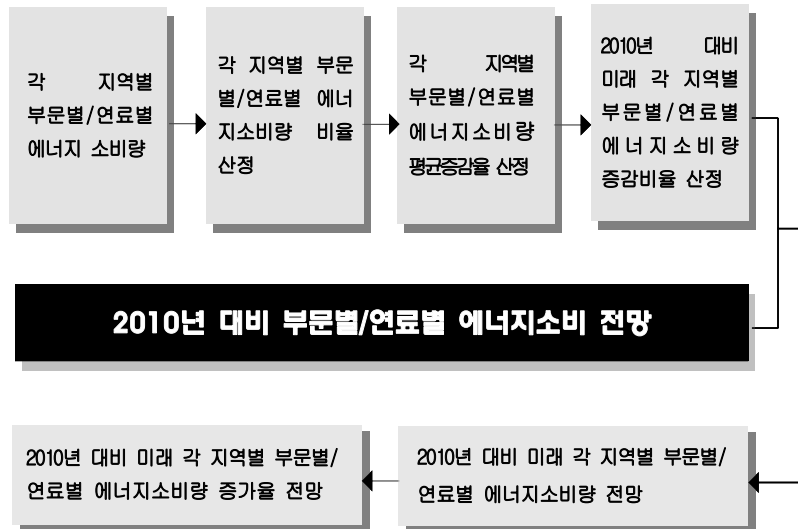 각 지역별
부문별/연료별
에너지 소비량
각 지역별 부문
별/연료별 에너
지소비량 비율
산정
각 지역별
부문별/연료별
에너지소비량
평균증감율 산정
2010년 대비
미래 각 지역별
부문별/연료별
에너지소비량
증감비율 산정
2010년 대비 부문별/연료별 에너지소비 전망
2010년 대비 미래 각 지역별 부문별/
연료별 에너지소비량 증가율 전망
2010년 대비 미래 각 지역별 부문별/
연료별 에너지소비량 전망